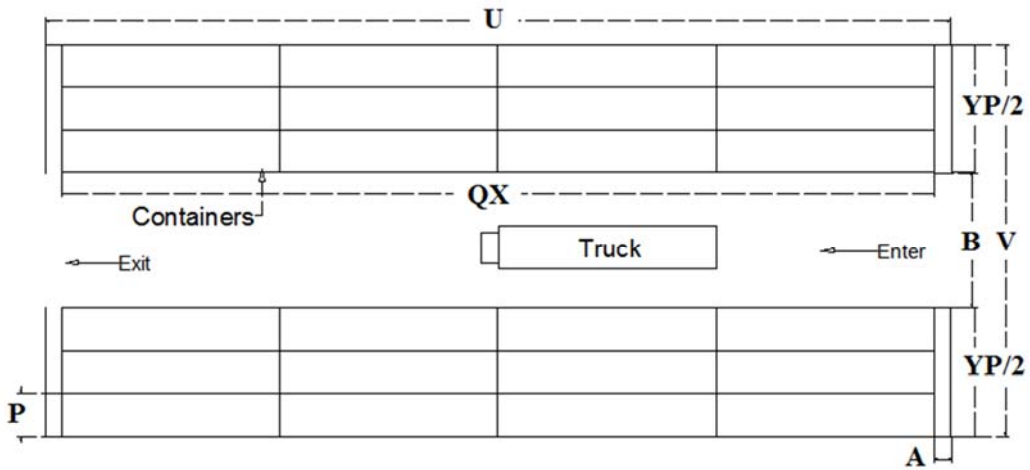 U
YP/2
QX
Containers
Truck
B V
Exit
Enter
YP/2
P
A